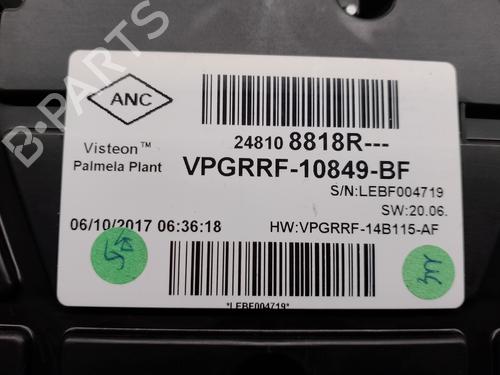 ANC
24810 8818R---
Visteon™
Palmela Plant
VPGRRF-10849-BF
S/N:LEBF004719
SW:20.06.
06/10/2017 06:36:18
HW:VPGRRF-14B115-AF
*LEBF004719*
B-PARTS